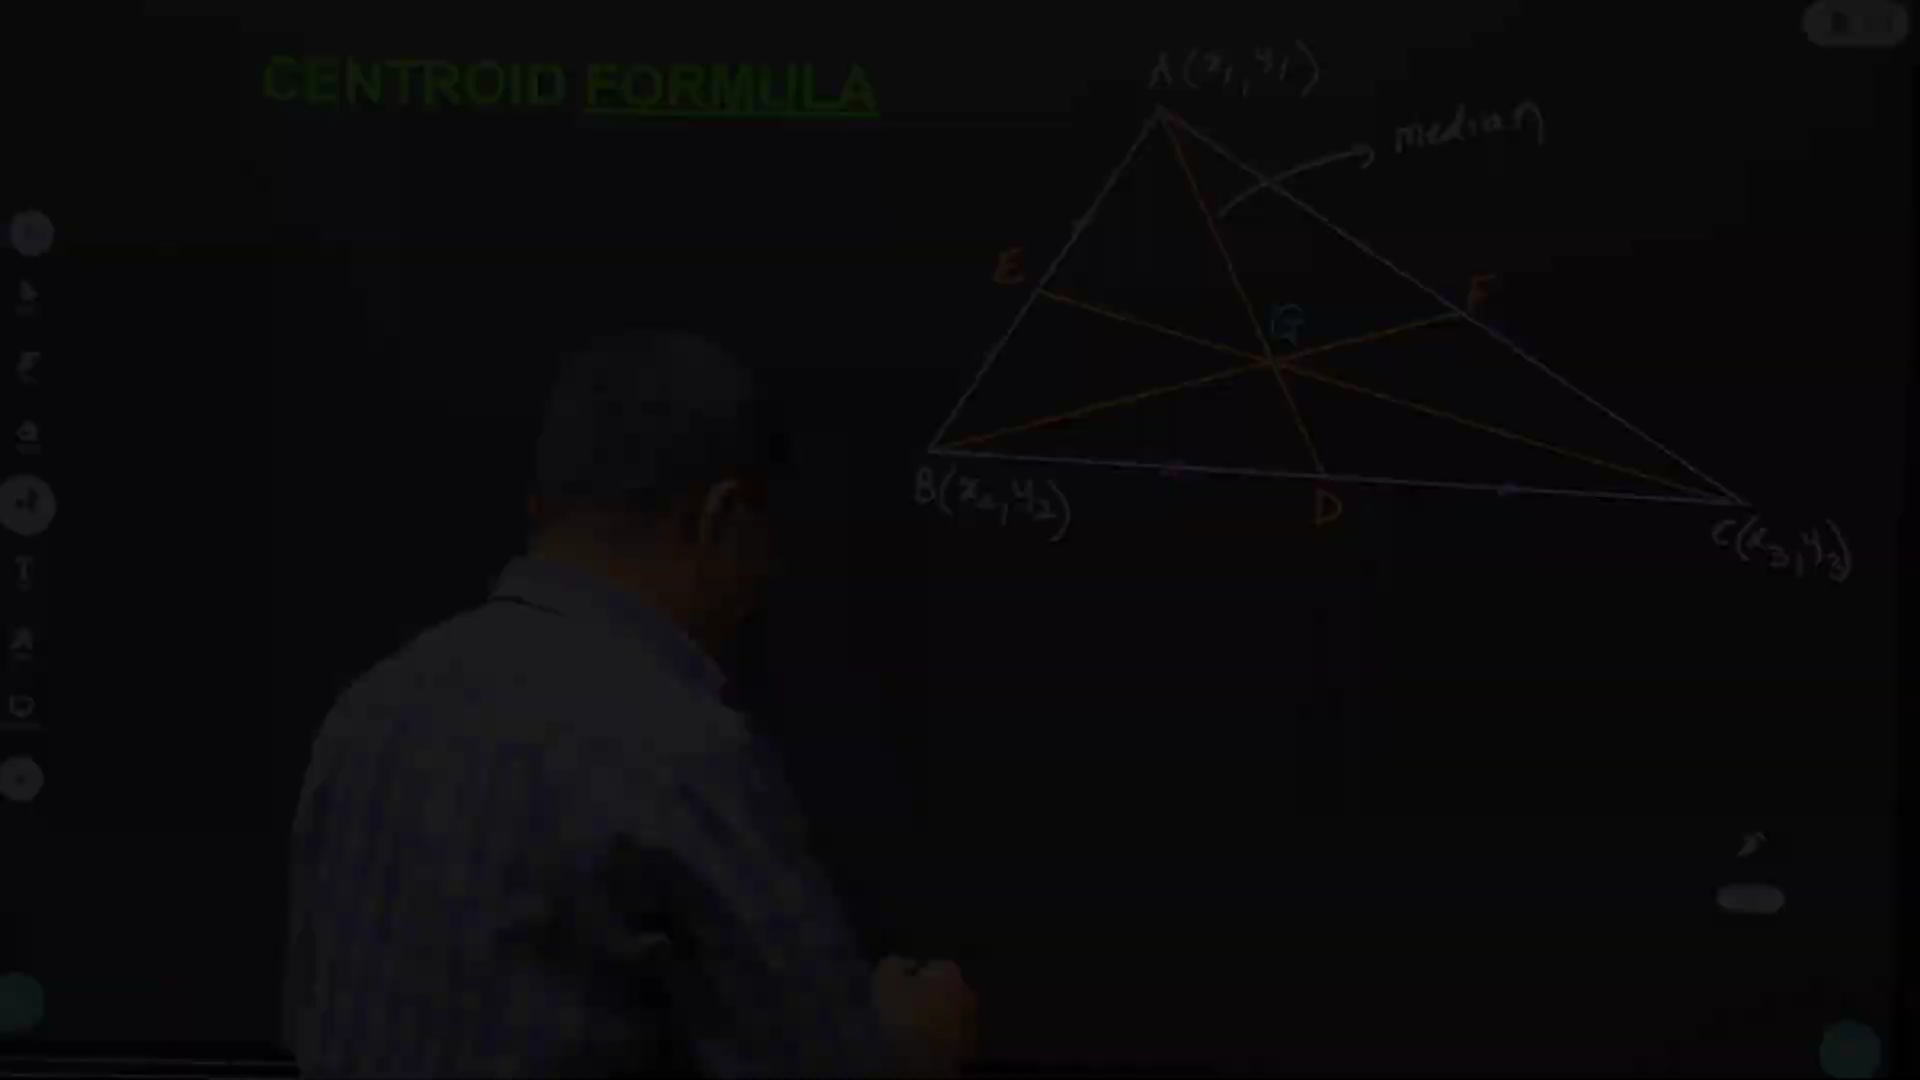 CENTROID FORMULA
A(x₁, y₁)
median
E
F
G
B(x₂, y₂)
D
C(x₃, y₃)
T